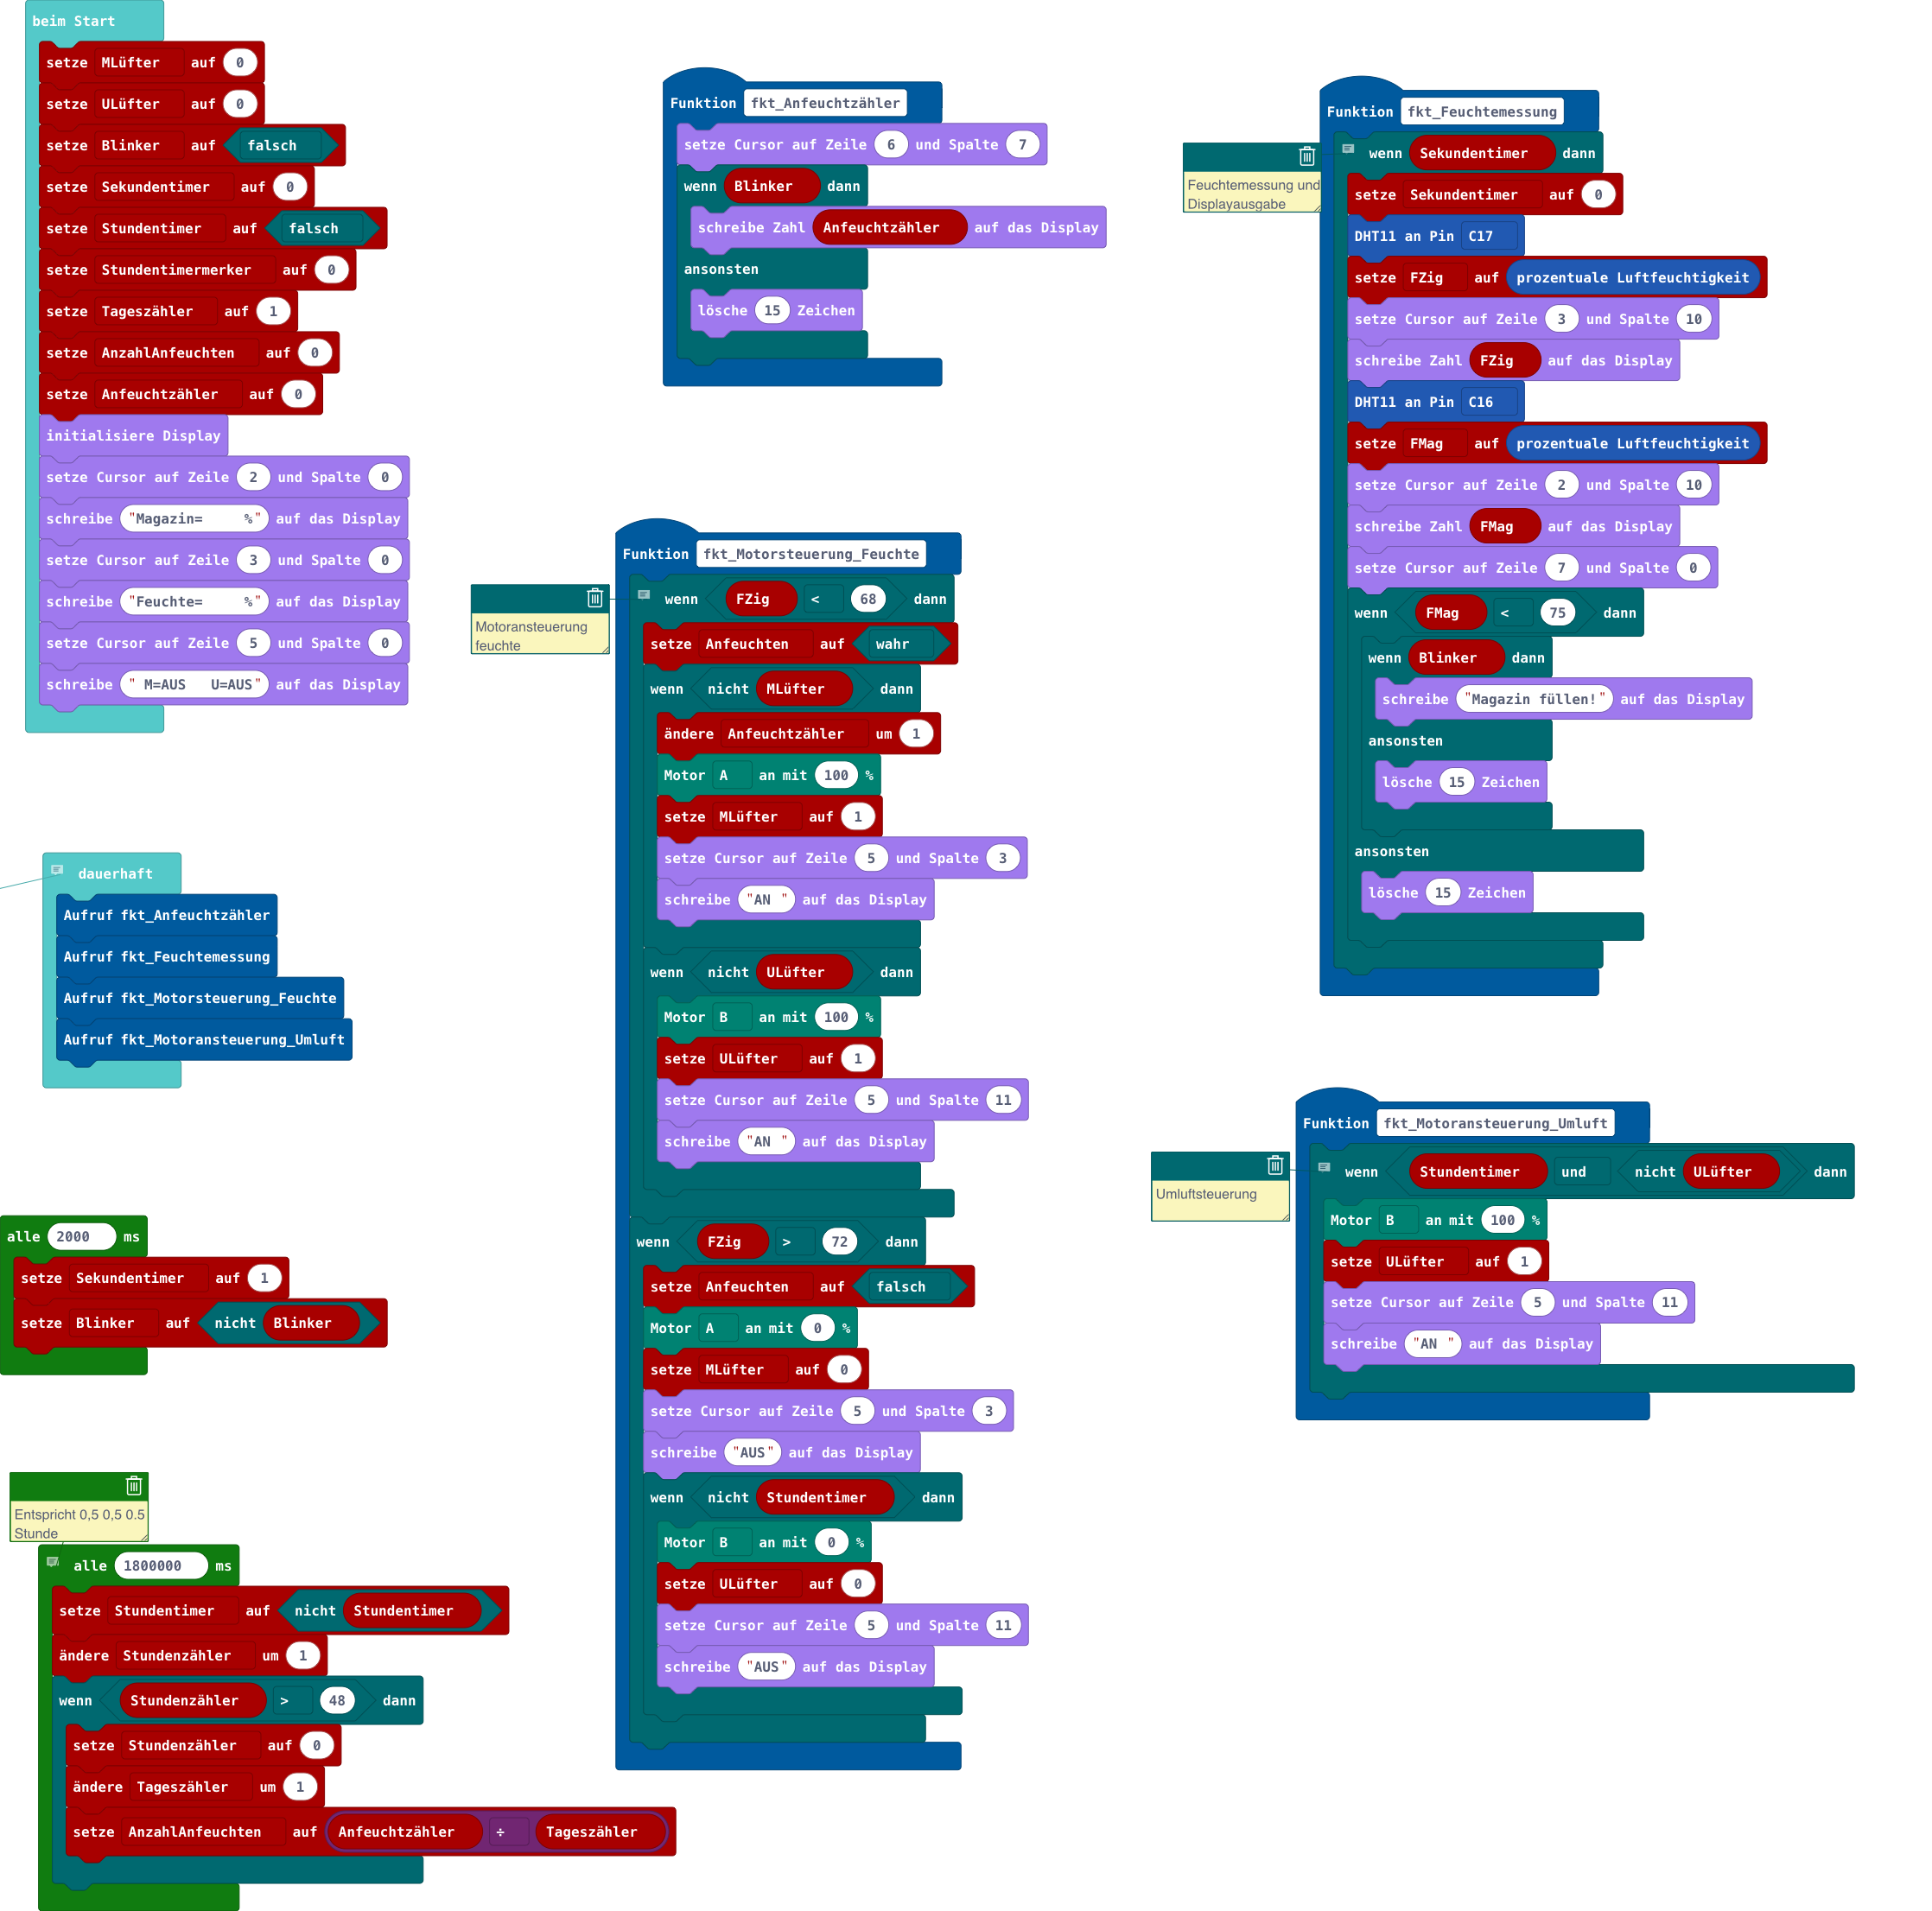 beim Start
setze MLüfter auf 0
setze ULüfter auf 0
setze Blinker auf falsch
setze Sekundentimer auf 0
setze Stundentimer auf falsch
setze Stundentimermerker auf 0
setze Tageszähler auf 1
setze AnzahlAnfeuchten auf 0
setze Anfeuchtzähler auf 0
initialisiere Display
setze Cursor auf Zeile 2 und Spalte 0
schreibe "Magazin=     %" auf das Display
setze Cursor auf Zeile 3 und Spalte 0
schreibe "Feuchte=     %" auf das Display
setze Cursor auf Zeile 5 und Spalte 0
schreibe " M=AUS   U=AUS" auf das Display
dauerhaft
Aufruf fkt_Anfeuchtzähler
Aufruf fkt_Feuchtemessung
Aufruf fkt_Motorsteuerung_Feuchte
Aufruf fkt_Motoransteuerung_Umluft
alle 2000 ms
setze Sekundentimer auf 1
setze Blinker auf nicht Blinker
Entspricht 0,5 0,5 0.5
Stunde
alle 1800000 ms
setze Stundentimer auf nicht Stundentimer
ändere Stundenzähler um 1
wenn Stundenzähler > 48 dann
setze Stundenzähler auf 0
ändere Tageszähler um 1
setze AnzahlAnfeuchten auf Anfeuchtzähler ÷ Tageszähler
Funktion fkt_Anfeuchtzähler
setze Cursor auf Zeile 6 und Spalte 7
wenn Blinker dann
schreibe Zahl Anfeuchtzähler auf das Display
ansonsten
lösche 15 Zeichen
Funktion fkt_Motorsteuerung_Feuchte
Motoransteuerung
feuchte
wenn FZig < 68 dann
setze Anfeuchten auf wahr
wenn nicht MLüfter dann
ändere Anfeuchtzähler um 1
Motor A an mit 100 %
setze MLüfter auf 1
setze Cursor auf Zeile 5 und Spalte 3
schreibe "AN " auf das Display
wenn nicht ULüfter dann
Motor B an mit 100 %
setze ULüfter auf 1
setze Cursor auf Zeile 5 und Spalte 11
schreibe "AN " auf das Display
wenn FZig > 72 dann
setze Anfeuchten auf falsch
Motor A an mit 0 %
setze MLüfter auf 0
setze Cursor auf Zeile 5 und Spalte 3
schreibe "AUS" auf das Display
wenn nicht Stundentimer dann
Motor B an mit 0 %
setze ULüfter auf 0
setze Cursor auf Zeile 5 und Spalte 11
schreibe "AUS" auf das Display
Funktion fkt_Feuchtemessung
Feuchtemessung und
Displayausgabe
wenn Sekundentimer dann
setze Sekundentimer auf 0
DHT11 an Pin C17
setze FZig auf prozentuale Luftfeuchtigkeit
setze Cursor auf Zeile 3 und Spalte 10
schreibe Zahl FZig auf das Display
DHT11 an Pin C16
setze FMag auf prozentuale Luftfeuchtigkeit
setze Cursor auf Zeile 2 und Spalte 10
schreibe Zahl FMag auf das Display
setze Cursor auf Zeile 7 und Spalte 0
wenn FMag < 75 dann
wenn Blinker dann
schreibe "Magazin füllen!" auf das Display
ansonsten
lösche 15 Zeichen
ansonsten
lösche 15 Zeichen
Funktion fkt_Motoransteuerung_Umluft
Umluftsteuerung
wenn Stundentimer und nicht ULüfter dann
Motor B an mit 100 %
setze ULüfter auf 1
setze Cursor auf Zeile 5 und Spalte 11
schreibe "AN " auf das Display